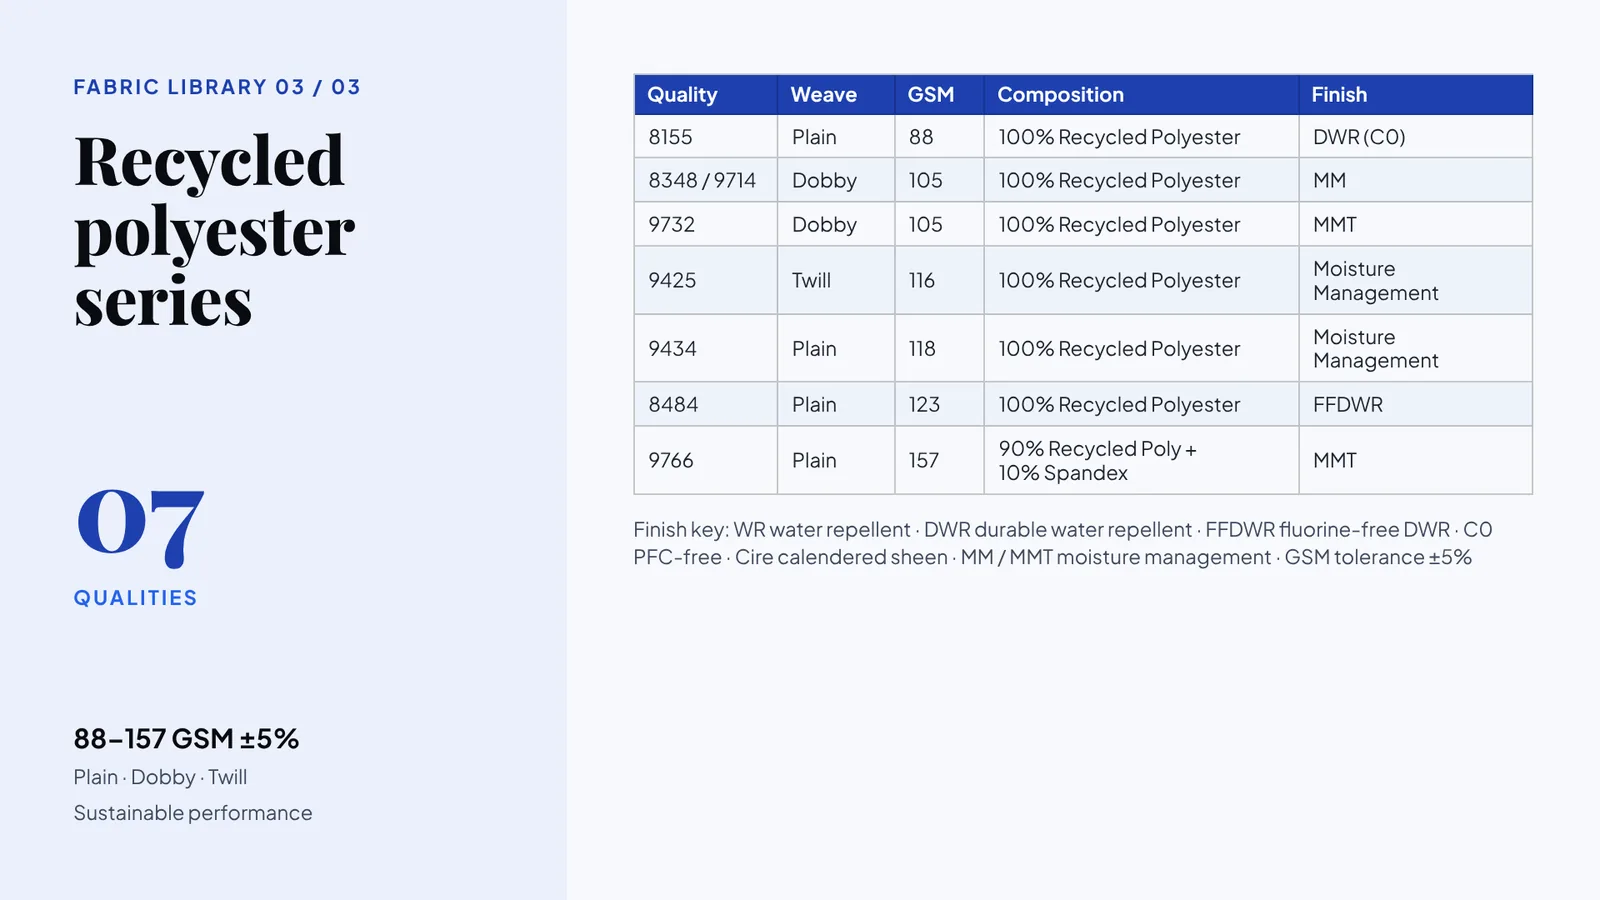 FABRIC LIBRARY 03 / 03
Recycled
polyester
series
07
QUALITIES
88–157 GSM ±5%
Plain · Dobby · Twill
Sustainable performance
Quality Weave GSM Composition Finish
8155 Plain 88 100% Recycled Polyester DWR (C0)
8348 / 9714 Dobby 105 100% Recycled Polyester MM
9732 Dobby 105 100% Recycled Polyester MMT
9425 Twill 116 100% Recycled Polyester Moisture
Management
9434 Plain 118 100% Recycled Polyester Moisture
Management
8484 Plain 123 100% Recycled Polyester FFDWR
9766 Plain 157 90% Recycled Poly +
10% Spandex
MMT
Finish key: WR water repellent · DWR durable water repellent · FFDWR fluorine-free DWR · C0
PFC-free · Cire calendered sheen · MM / MMT moisture management · GSM tolerance ±5%